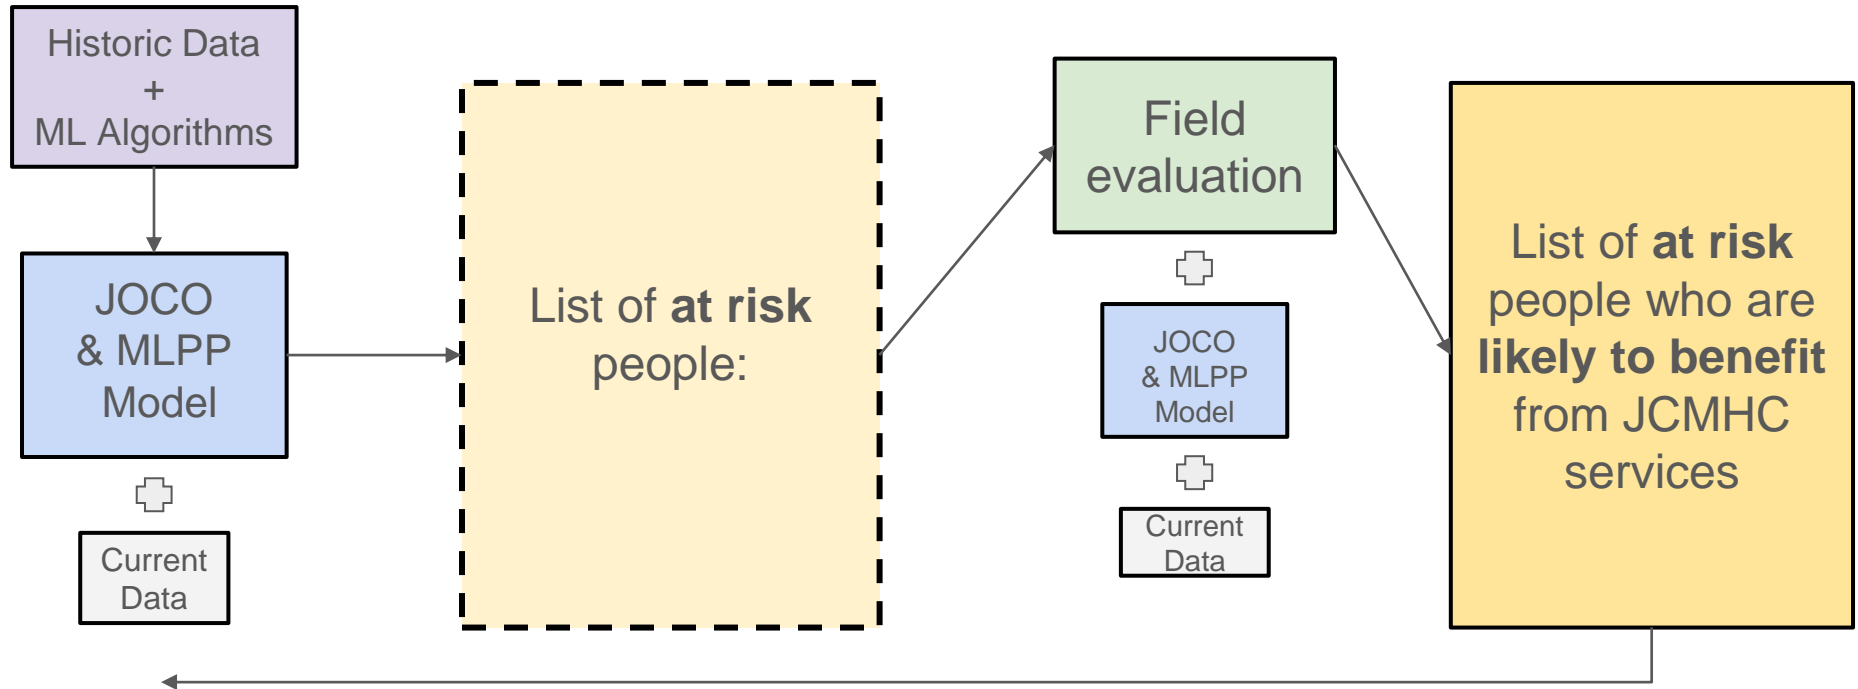 Historic Data
+
ML Algorithms
JOCO
& MLPP
Model
Current
Data
List of at risk
people:
Field
evaluation
JOCO
& MLPP
Model
Current
Data
List of at risk
people who are
likely to benefit
from JCMHC
services